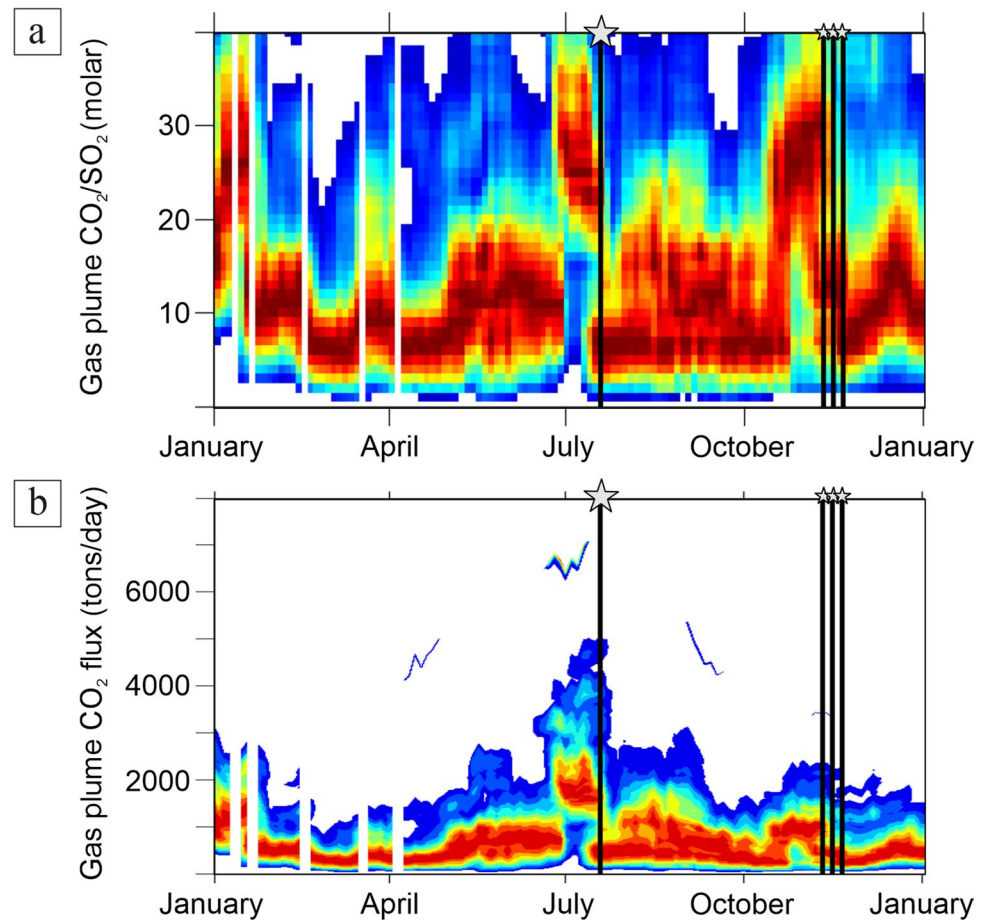 a
Gas plume CO₂/SO₂ (molar)
30
20
10
January April July October January
b
Gas plume CO₂ flux (tons/day)
6000
4000
2000
January April July October January